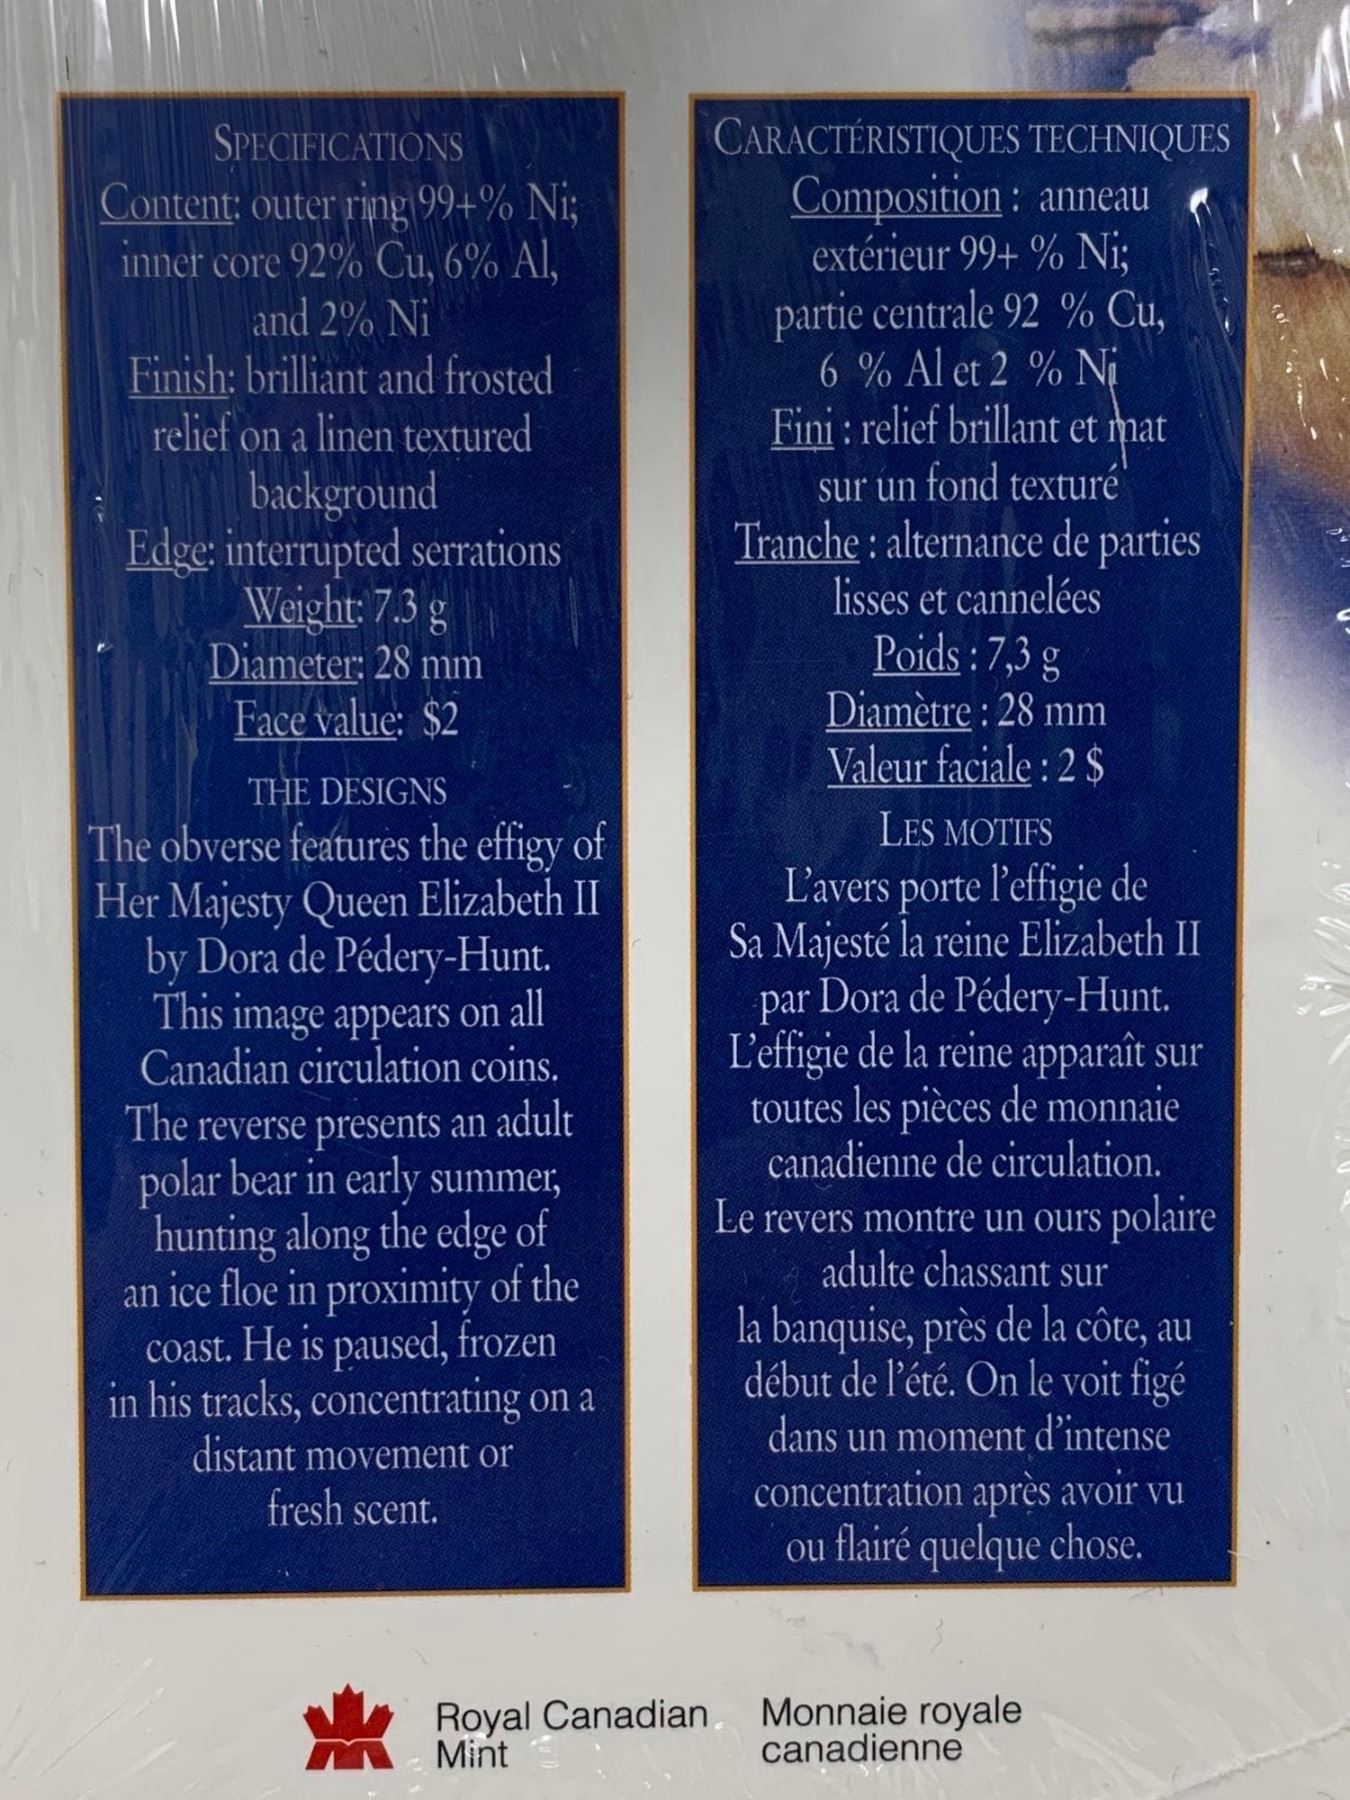 SPECIFICATIONS
Content: outer ring 99+% Ni;
inner core 92% Cu, 6% Al,
and 2% Ni
Finish: brilliant and frosted
relief on a linen textured
background
Edge: interrupted serrations
Weight: 7.3 g
Diameter: 28 mm
Face value: $2
THE DESIGNS
The obverse features the effigy of
Her Majesty Queen Elizabeth II
by Dora de Pédery-Hunt.
This image appears on all
Canadian circulation coins.
The reverse presents an adult
polar bear in early summer,
hunting along the edge of
an ice floe in proximity of the
coast. He is paused, frozen
in his tracks, concentrating on a
distant movement or
fresh scent.
CARACTÉRISTIQUES TECHNIQUES
Composition : anneau
extérieur 99+ % Ni;
partie centrale 92 % Cu,
6 % Al et 2 % Ni
Fini : relief brillant et mat
sur un fond texturé
Tranche : alternance de parties
lisses et cannelées
Poids : 7,3 g
Diamètre : 28 mm
Valeur faciale : 2 $
LES MOTIFS
L'avers porte l'effigie de
Sa Majesté la reine Elizabeth II
par Dora de Pédery-Hunt.
L'effigie de la reine apparaît sur
toutes les pièces de monnaie
canadienne de circulation.
Le revers montre un ours polaire
adulte chassant sur
la banquise, près de la côte, au
début de l'été. On le voit figé
dans un moment d'intense
concentration après avoir vu
ou flairé quelque chose.
Royal Canadian
Mint
Monnaie royale
canadienne